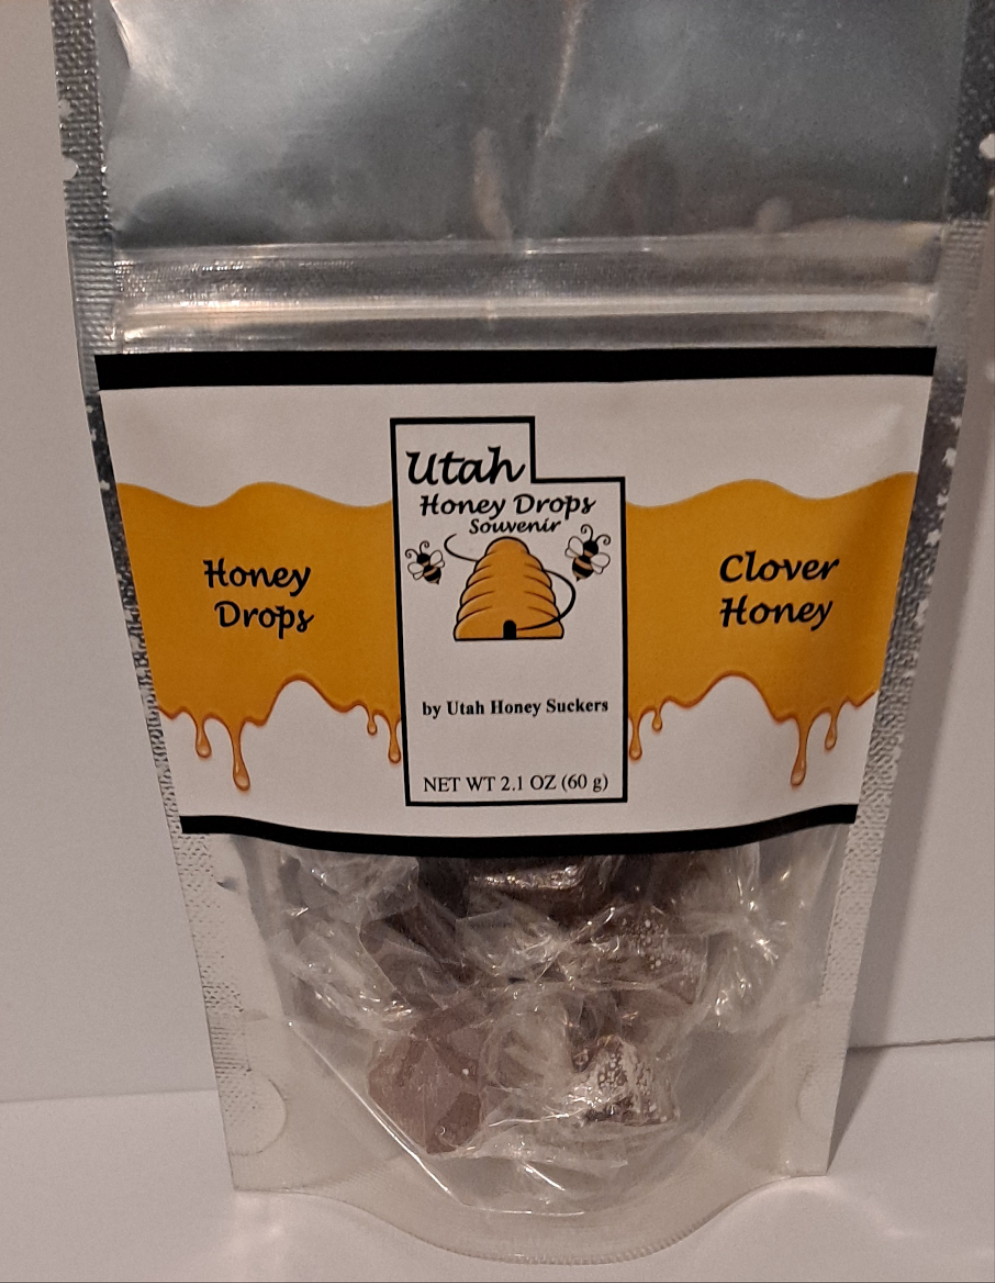 Utah
Honey Drops
Souvenir
Honey
Drops
Clover
Honey
by Utah Honey Suckers
NET WT 2.1 OZ (60 g)